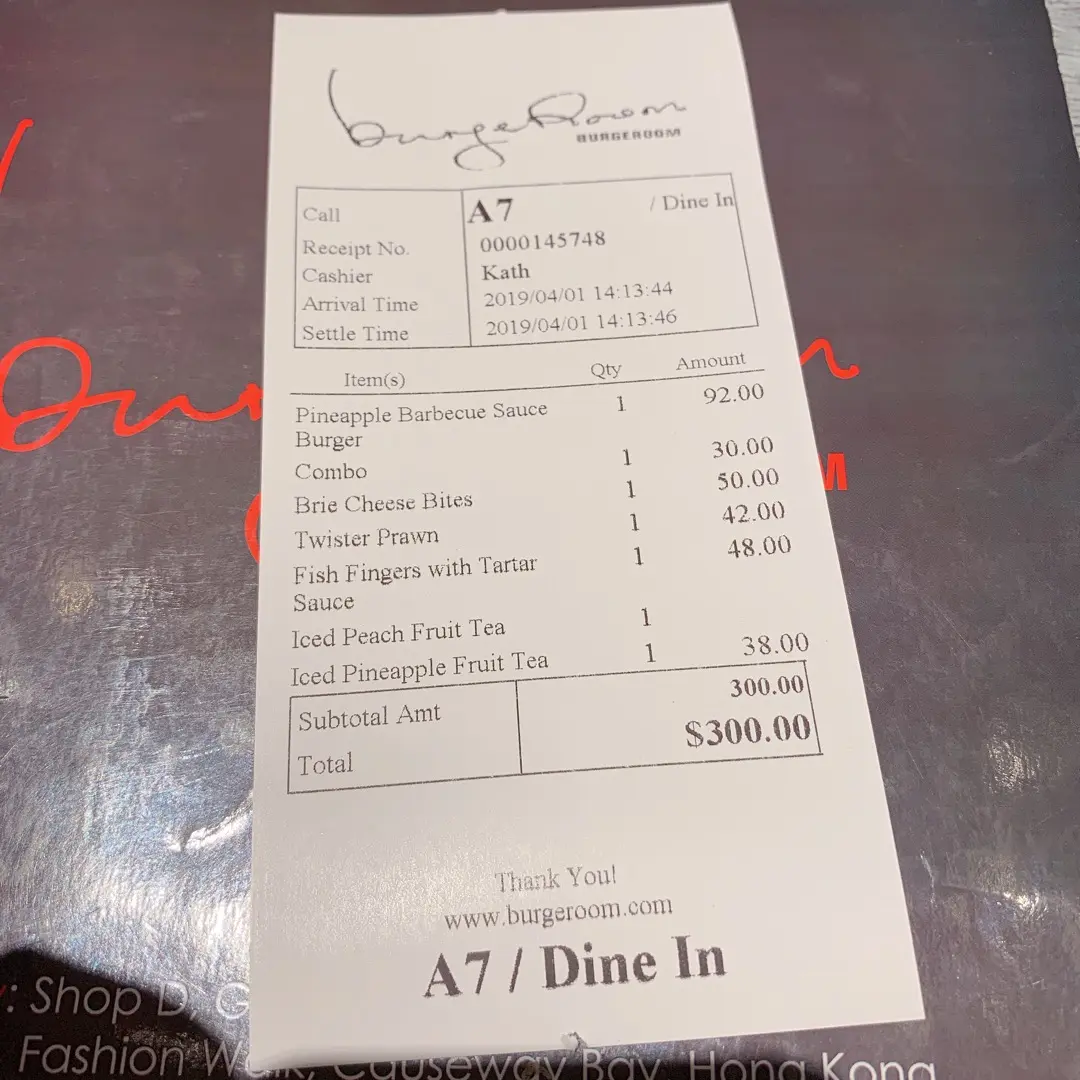 burgeRoom
BURGEROOM
Call A7 / Dine In
Receipt No. 0000145748
Cashier Kath
Arrival Time 2019/04/01 14:13:44
Settle Time 2019/04/01 14:13:46
Item(s) Qty Amount
Pineapple Barbecue Sauce 1 92.00
Burger
Combo 1 30.00
Brie Cheese Bites 1 50.00
Twister Prawn 1 42.00
Fish Fingers with Tartar 1 48.00
Sauce
Iced Peach Fruit Tea 1
Iced Pineapple Fruit Tea 1 38.00
Subtotal Amt 300.00
Total $300.00
Thank You!
www.burgeroom.com
A7 / Dine In
: Shop D, G
Fashion Walk, Causeway Bay, Hong Kong